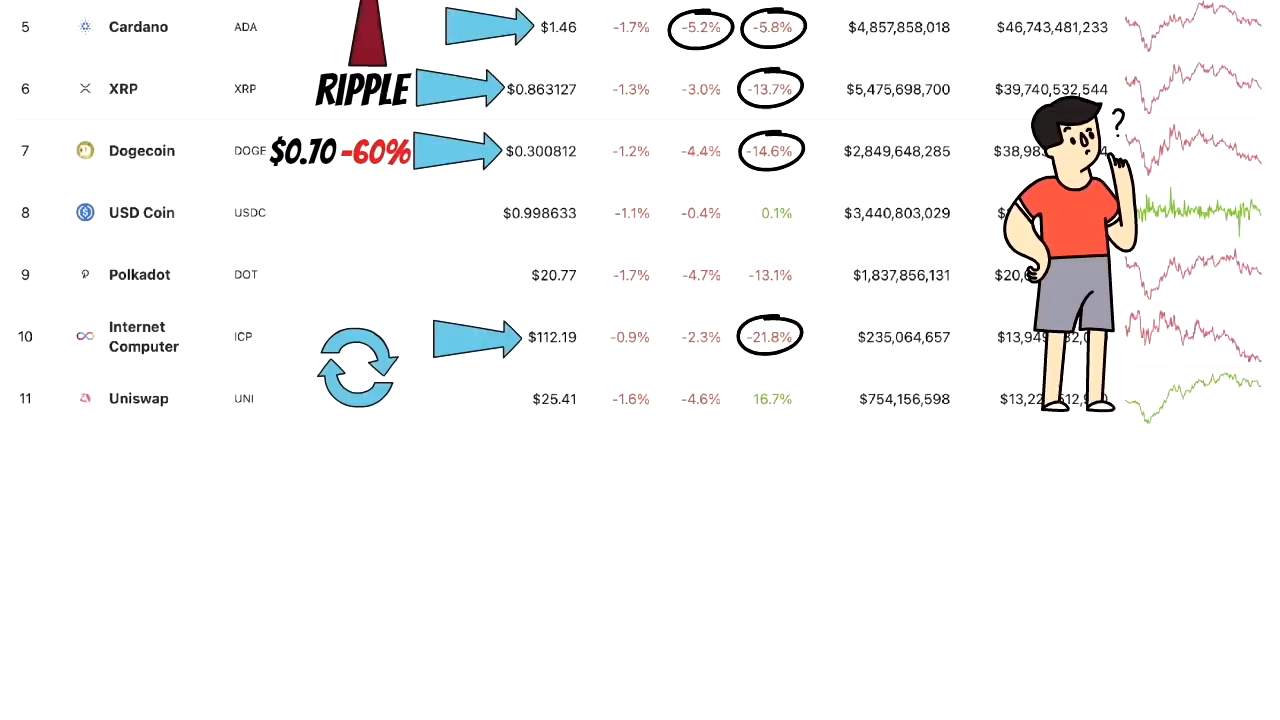 5 Cardano ADA $1.46 -1.7% -5.2% -5.8% $4,857,858,018 $46,743,481,233
6 XRP XRP RIPPLE $0.863127 -1.3% -3.0% -13.7% $5,475,698,700 $39,740,532,544
7 Dogecoin DOGE $0.70 -60% $0.300812 -1.2% -4.4% -14.6% $2,849,648,285
8 USD Coin USDC $0.998633 -1.1% -0.4% 0.1% $3,440,803,029
9 Polkadot DOT $20.77 -1.7% -4.7% -13.1% $1,837,856,131
10 Internet Computer ICP $112.19 -0.9% -2.3% -21.8% $235,064,657
11 Uniswap UNI $25.41 -1.6% -4.6% 16.7% $754,156,598
?